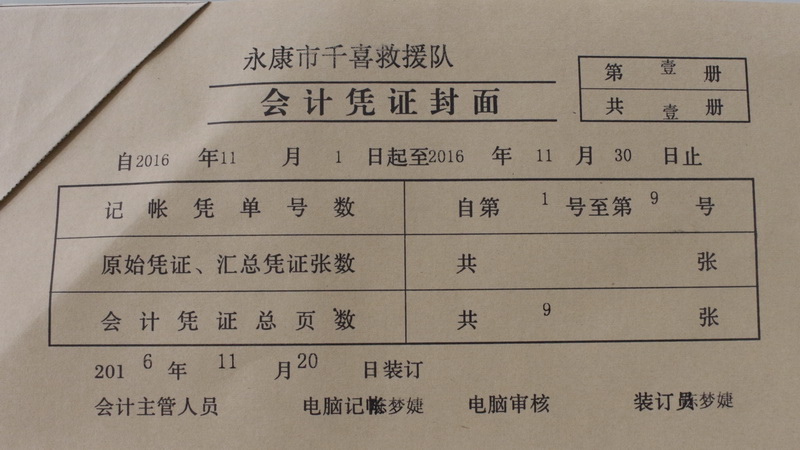 永康市千喜救援队
会计凭证封面
第 壹 册
共 壹 册
自2016 年11 月 1 日起至2016 年 11 月 30 日止
记帐凭单号数 自第 1 号至第 9 号
原始凭证、汇总凭证张数 共 张
会计凭证总页数 共 9 张
2016年 11 月20 日装订
会计主管人员 电脑记帐陈梦婕 电脑审核 装订员陈梦婕